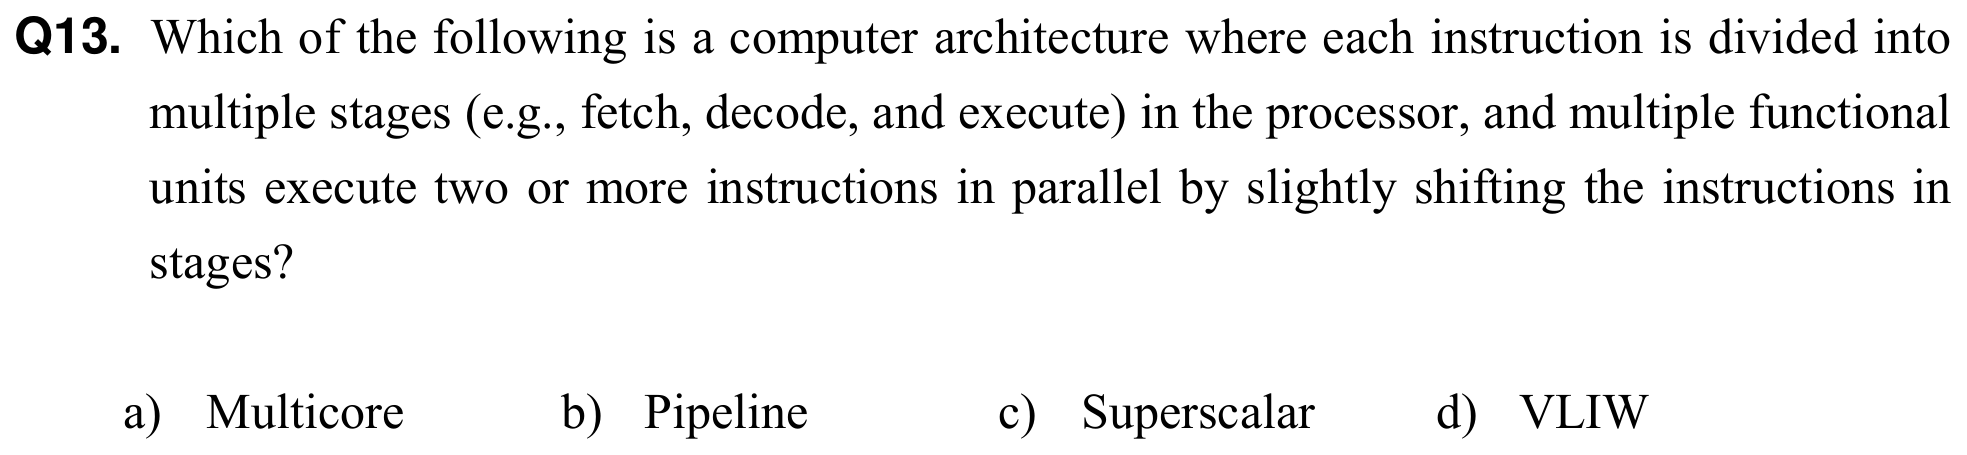 Q13. Which of the following is a computer architecture where each instruction is divided into
multiple stages (e.g., fetch, decode, and execute) in the processor, and multiple functional
units execute two or more instructions in parallel by slightly shifting the instructions in
stages?
a) Multicore b) Pipeline c) Superscalar d) VLIW